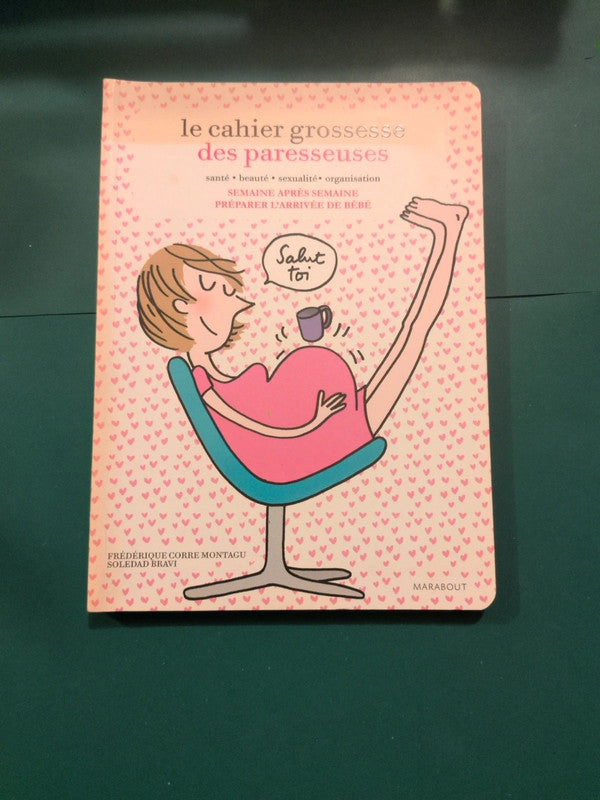 le cahier grossesse
des paresseuses
santé • beauté • sexualité • organisation
SEMAINE APRÈS SEMAINE
PRÉPARER L'ARRIVÉE DE BÉBÉ
Salut
toi
FRÉDÉRIQUE CORRE MONTAGU
SOLEDAD BRAVI
MARABOUT